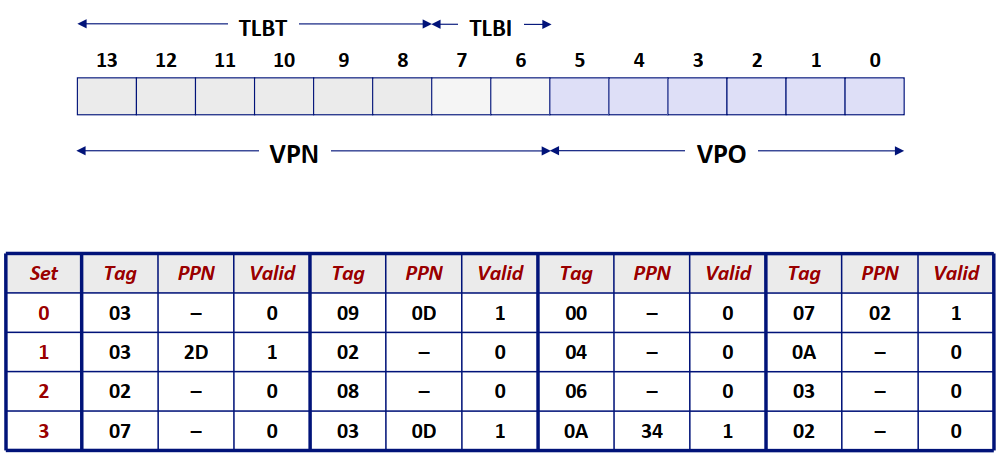 TLBT TLBI
13 12 11 10 9 8 7 6 5 4 3 2 1 0
VPN VPO
Set Tag PPN Valid Tag PPN Valid Tag PPN Valid Tag PPN Valid
0 03 – 0 09 0D 1 00 – 0 07 02 1
1 03 2D 1 02 – 0 04 – 0 0A – 0
2 02 – 0 08 – 0 06 – 0 03 – 0
3 07 – 0 03 0D 1 0A 34 1 02 – 0